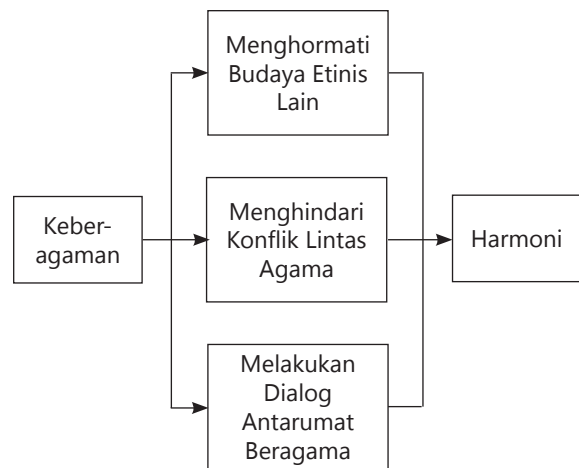 Menghormati
Budaya Etinis
Lain
Keber-
agaman
Menghindari
Konflik Lintas
Agama
Harmoni
Melakukan
Dialog
Antarumat
Beragama